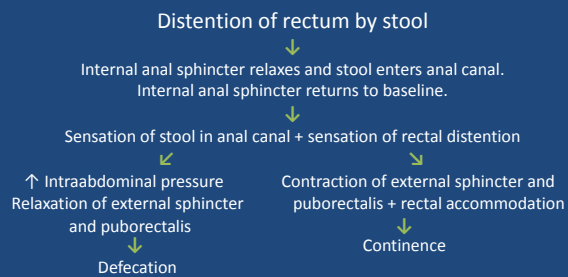 Distention of rectum by stool
↓
Internal anal sphincter relaxes and stool enters anal canal.
Internal anal sphincter returns to baseline.
↓
Sensation of stool in anal canal + sensation of rectal distention
↙ ↘
↑ Intraabdominal pressure
Relaxation of external sphincter
and puborectalis
↓
Defecation
Contraction of external sphincter and
puborectalis + rectal accommodation
↓
Continence